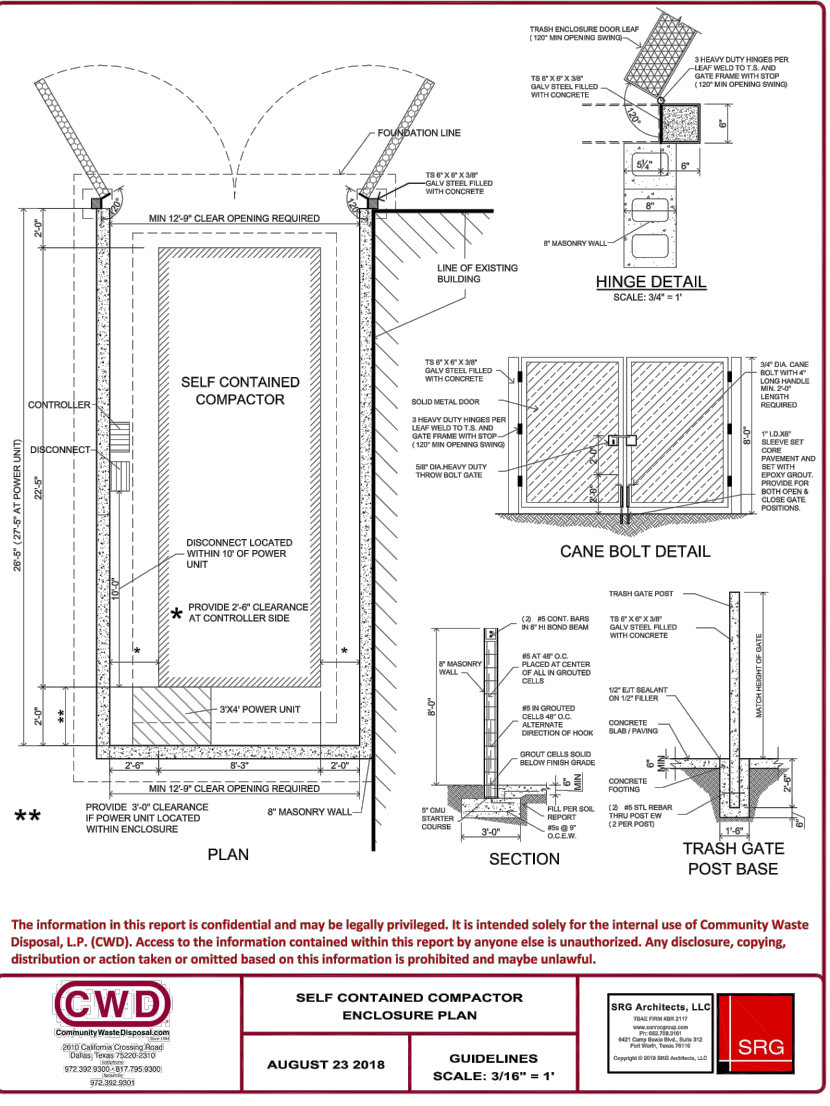 TRASH ENCLOSURE DOOR LEAF
( 120" MIN OPENING SWING)
3 HEAVY DUTY HINGES PER
LEAF WELD TO T.S. AND
GATE FRAME WITH STOP
( 120" MIN OPENING SWING)
TS 6" X 6" X 3/8"
GALV STEEL FILLED
WITH CONCRETE
120°
6"
5¼"
6"
8"
8" MASONRY WALL
HINGE DETAIL
SCALE: 3/4" = 1'
FOUNDATION LINE
TS 6" X 6" X 3/8"
GALV STEEL FILLED
WITH CONCRETE
120°
120°
MIN 12'-9" CLEAR OPENING REQUIRED
2'-0"
LINE OF EXISTING
BUILDING
SELF CONTAINED
COMPACTOR
CONTROLLER
DISCONNECT
26'-5" ( 27'-5" AT POWER UNIT)
22'-5"
10'-0"
DISCONNECT LOCATED
WITHIN 10' OF POWER
UNIT
* PROVIDE 2'-6" CLEARANCE
AT CONTROLLER SIDE
*
*
2'-0"
**
3'X4' POWER UNIT
2'-6"
8'-3"
2'-0"
MIN 12'-9" CLEAR OPENING REQUIRED
** PROVIDE 3'-0" CLEARANCE
IF POWER UNIT LOCATED
WITHIN ENCLOSURE
8" MASONRY WALL
PLAN
TS 6" X 6" X 3/8"
GALV STEEL FILLED
WITH CONCRETE
SOLID METAL DOOR
3 HEAVY DUTY HINGES PER
LEAF WELD TO T.S. AND
GATE FRAME WITH STOP
( 120" MIN OPENING SWING)
5/8" DIA.HEAVY DUTY
THROW BOLT GATE
2'-0"
2'-0"
8'-0"
3/4" DIA. CANE
BOLT WITH 4"
LONG HANDLE
MIN. 2'-0"
LENGTH
REQUIRED
1" I.D.X6"
SLEEVE SET
CORE
PAVEMENT AND
SET WITH
EPOXY GROUT.
PROVIDE FOR
BOTH OPEN &
CLOSE GATE
POSITIONS.
CANE BOLT DETAIL
( 2) #5 CONT. BARS
IN 8" HI BOND BEAM
8" MASONRY
WALL
#5 AT 48" O.C.
PLACED AT CENTER
OF ALL IN GROUTED
CELLS
8'-0"
#5 IN GROUTED
CELLS 48" O.C.
ALTERNATE
DIRECTION OF HOOK
GROUT CELLS SOLID
BELOW FINISH GRADE
6"
MIN
5" CMU
STARTER
COURSE
FILL PER SOIL
REPORT
#5s @ 9"
O.C.E.W.
3'-0"
SECTION
TRASH GATE POST
TS 6" X 6" X 3/8"
GALV STEEL FILLED
WITH CONCRETE
MATCH HEIGHT OF GATE
1/2" EJT SEALANT
ON 1/2" FILLER
CONCRETE
SLAB / PAVING
6"
MIN
CONCRETE
FOOTING
( 2) #5 STL REBAR
THRU POST EW
( 2 PER POST)
2'-6"
6"
1'-6"
TRASH GATE
POST BASE
The information in this report is confidential and may be legally privileged. It is intended solely for the internal use of Community Waste
Disposal, L.P. (CWD). Access to the information contained within this report by anyone else is unauthorized. Any disclosure, copying,
distribution or action taken or omitted based on this information is prohibited and maybe unlawful.
CWD
CommunityWasteDisposal.com
Since 1984
2010 California Crossing Road
Dallas, Texas 75220-2310
telephone
972.392.9300 • 817.795.9300
facsimile
972.392.9301
SELF CONTAINED COMPACTOR
ENCLOSURE PLAN
AUGUST 23 2018
GUIDELINES
SCALE: 3/16" = 1'
SRG Architects, LLC
TBAE FIRM #BR 2117
Ph: 682.708.3161
6421 Camp Bowie Blvd., Suite 312
Fort Worth, Texas 76116
Copyright © 2018 SRG Architects, LLC
SRG